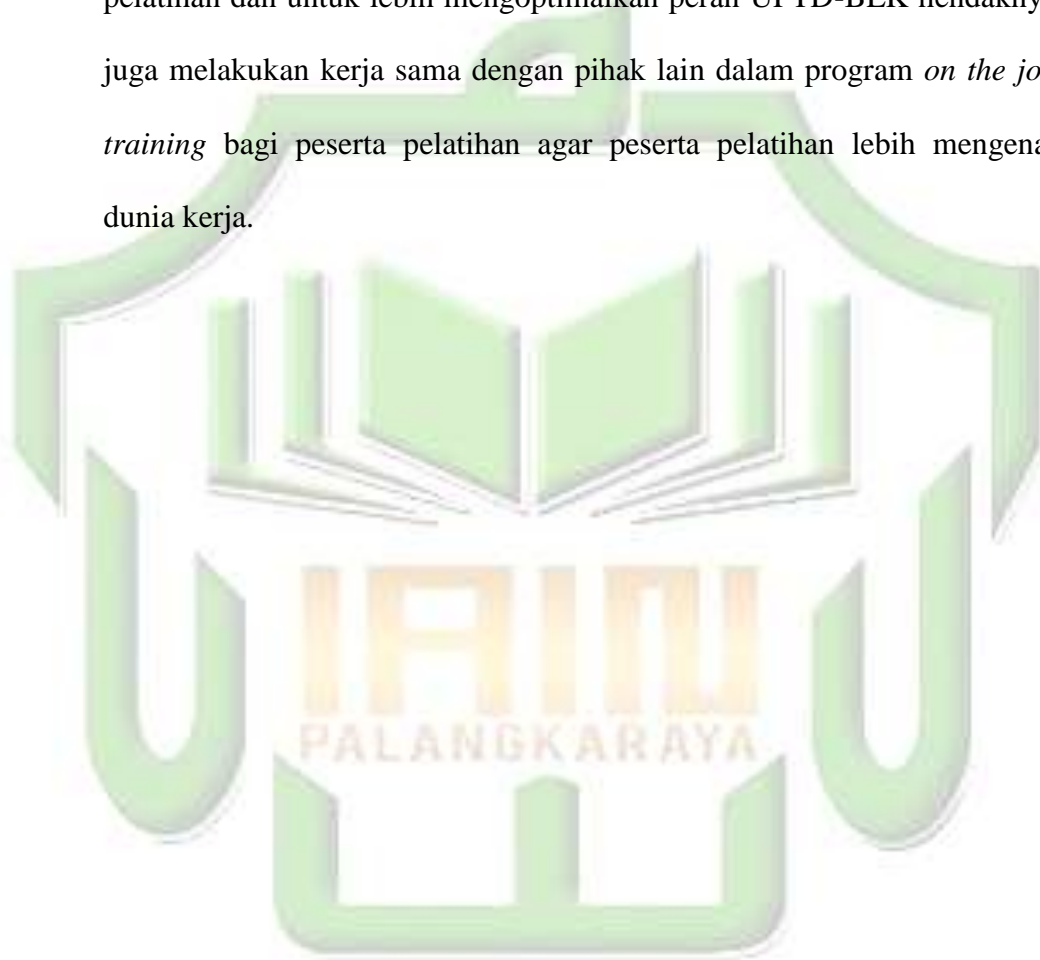 pelatihan dan untuk lebih mengoptimalkan peran UPTD-BLK
juga melakukan kerja sama dengan pihak lain dalam program on the jo
training bagi peserta pelatihan agar peserta pelatihan lebih mengena
dunia kerja.
IAIN
PALANGKARAYA